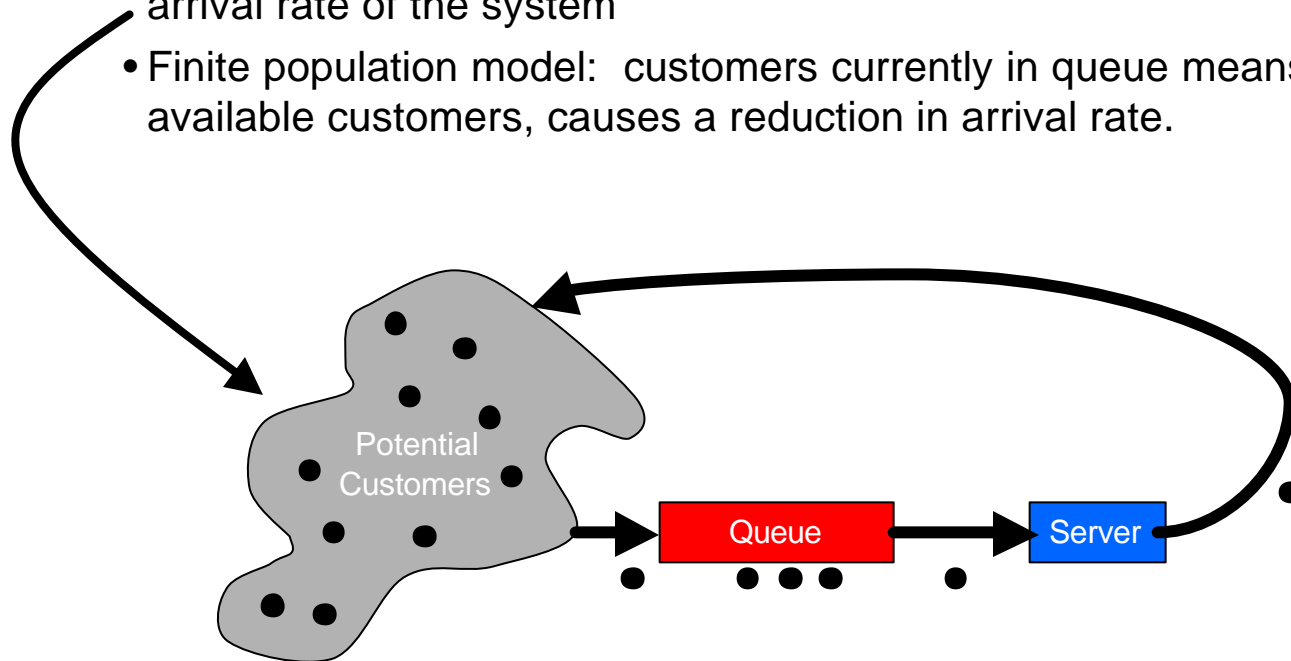 arrival rate of the system
• Finite population model: customers currently in queue means
available customers, causes a reduction in arrival rate.
Potential
Customers
Queue
Server